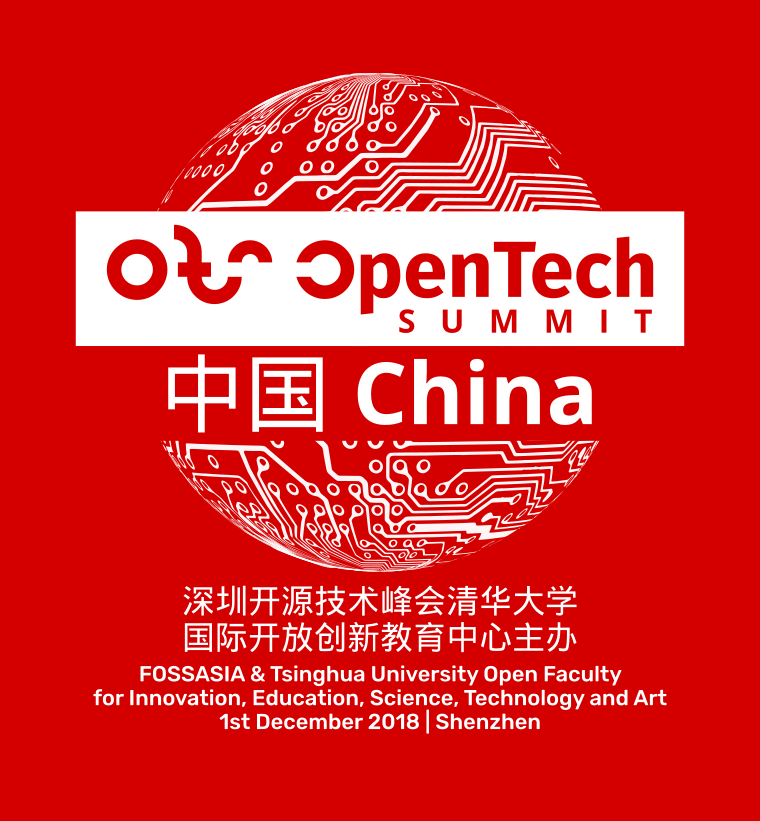 OpenTech
SUMMIT
中国 China
深圳开源技术峰会清华大学
国际开放创新教育中心主办
FOSSASIA & Tsinghua University Open Faculty
for Innovation, Education, Science, Technology and Art
1st December 2018 | Shenzhen